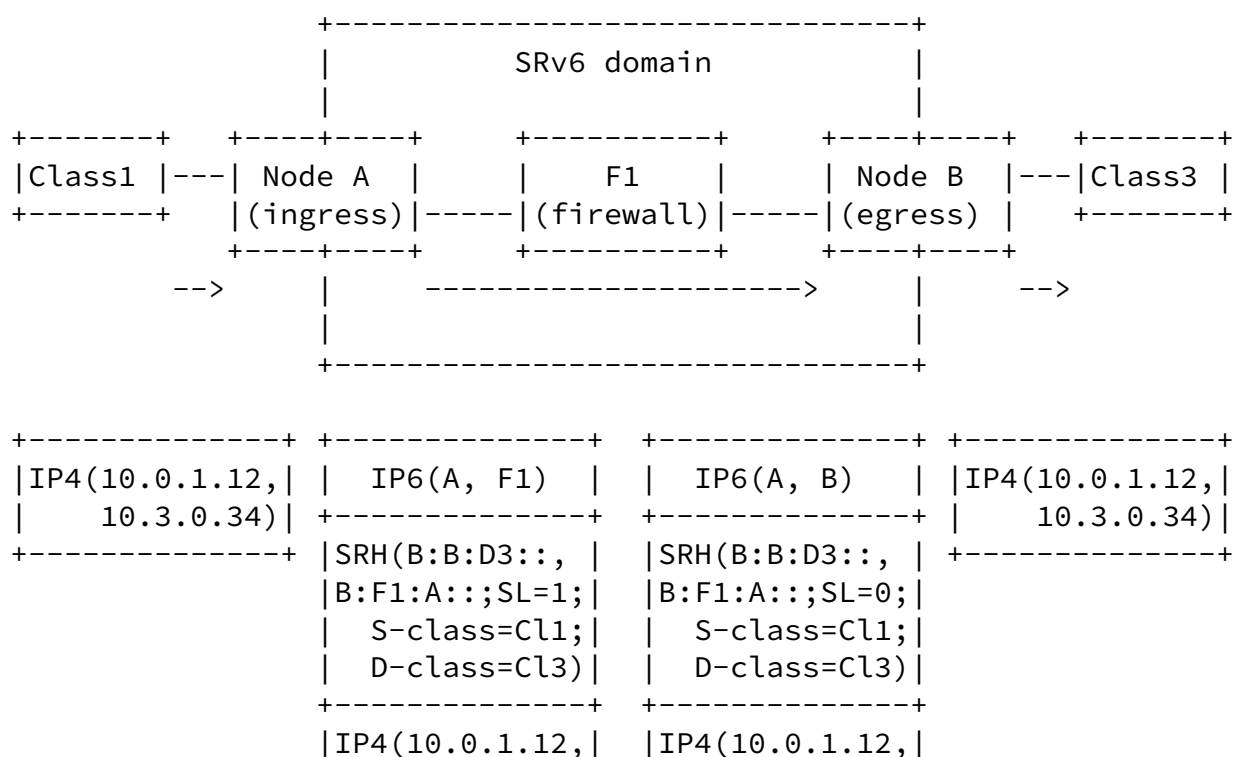 +-------------------------------+
                   |          SRv6 domain          |
                   |                               |
+-------+   +----+----+     +----------+     +----+----+   +-------+
|Class1 |---| Node A  |     |    F1    |     | Node B  |---|Class3 |
+-------+   |(ingress)|-----|(firewall)|-----|(egress) |   +-------+
            +----+----+     +----------+     +----+----+
         -->     |     --------------------->     |     -->
                 |                               |
                 +-------------------------------+
+--------------+ +--------------+  +--------------+ +--------------+
|IP4(10.0.1.12,| |  IP6(A, F1)  |  |  IP6(A, B)   | |IP4(10.0.1.12,|
|    10.3.0.34)| +--------------+  +--------------+ |    10.3.0.34)|
+--------------+ |SRH(B:B:D3::, |  |SRH(B:B:D3::, | +--------------+
                 |B:F1:A::;SL=1;|  |B:F1:A::;SL=0;|
                 |  S-class=Cl1;|  |  S-class=Cl1;|
                 |  D-class=Cl3)|  |  D-class=Cl3)|
                 +--------------+  +--------------+
                 |IP4(10.0.1.12,|  |IP4(10.0.1.12,|